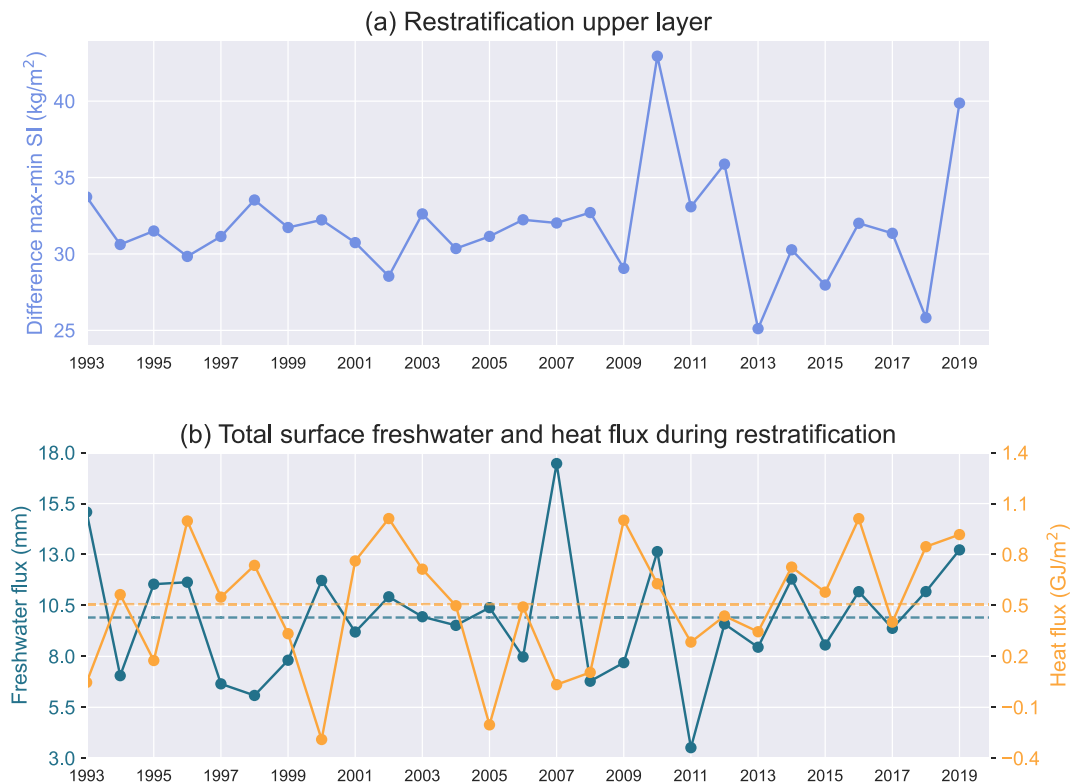 (a) Restratification upper layer
Difference max-min SI (kg/m²)
40
35
30
25
1993 1995 1997 1999 2001 2003 2005 2007 2009 2011 2013 2015 2017 2019
(b) Total surface freshwater and heat flux during restratification
Freshwater flux (mm)
18.0
15.5
13.0
10.5
8.0
5.5
3.0
1.4
1.1
0.8
0.5
0.2
−0.1
−0.4
Heat flux (GJ/m²)
1993 1995 1997 1999 2001 2003 2005 2007 2009 2011 2013 2015 2017 2019